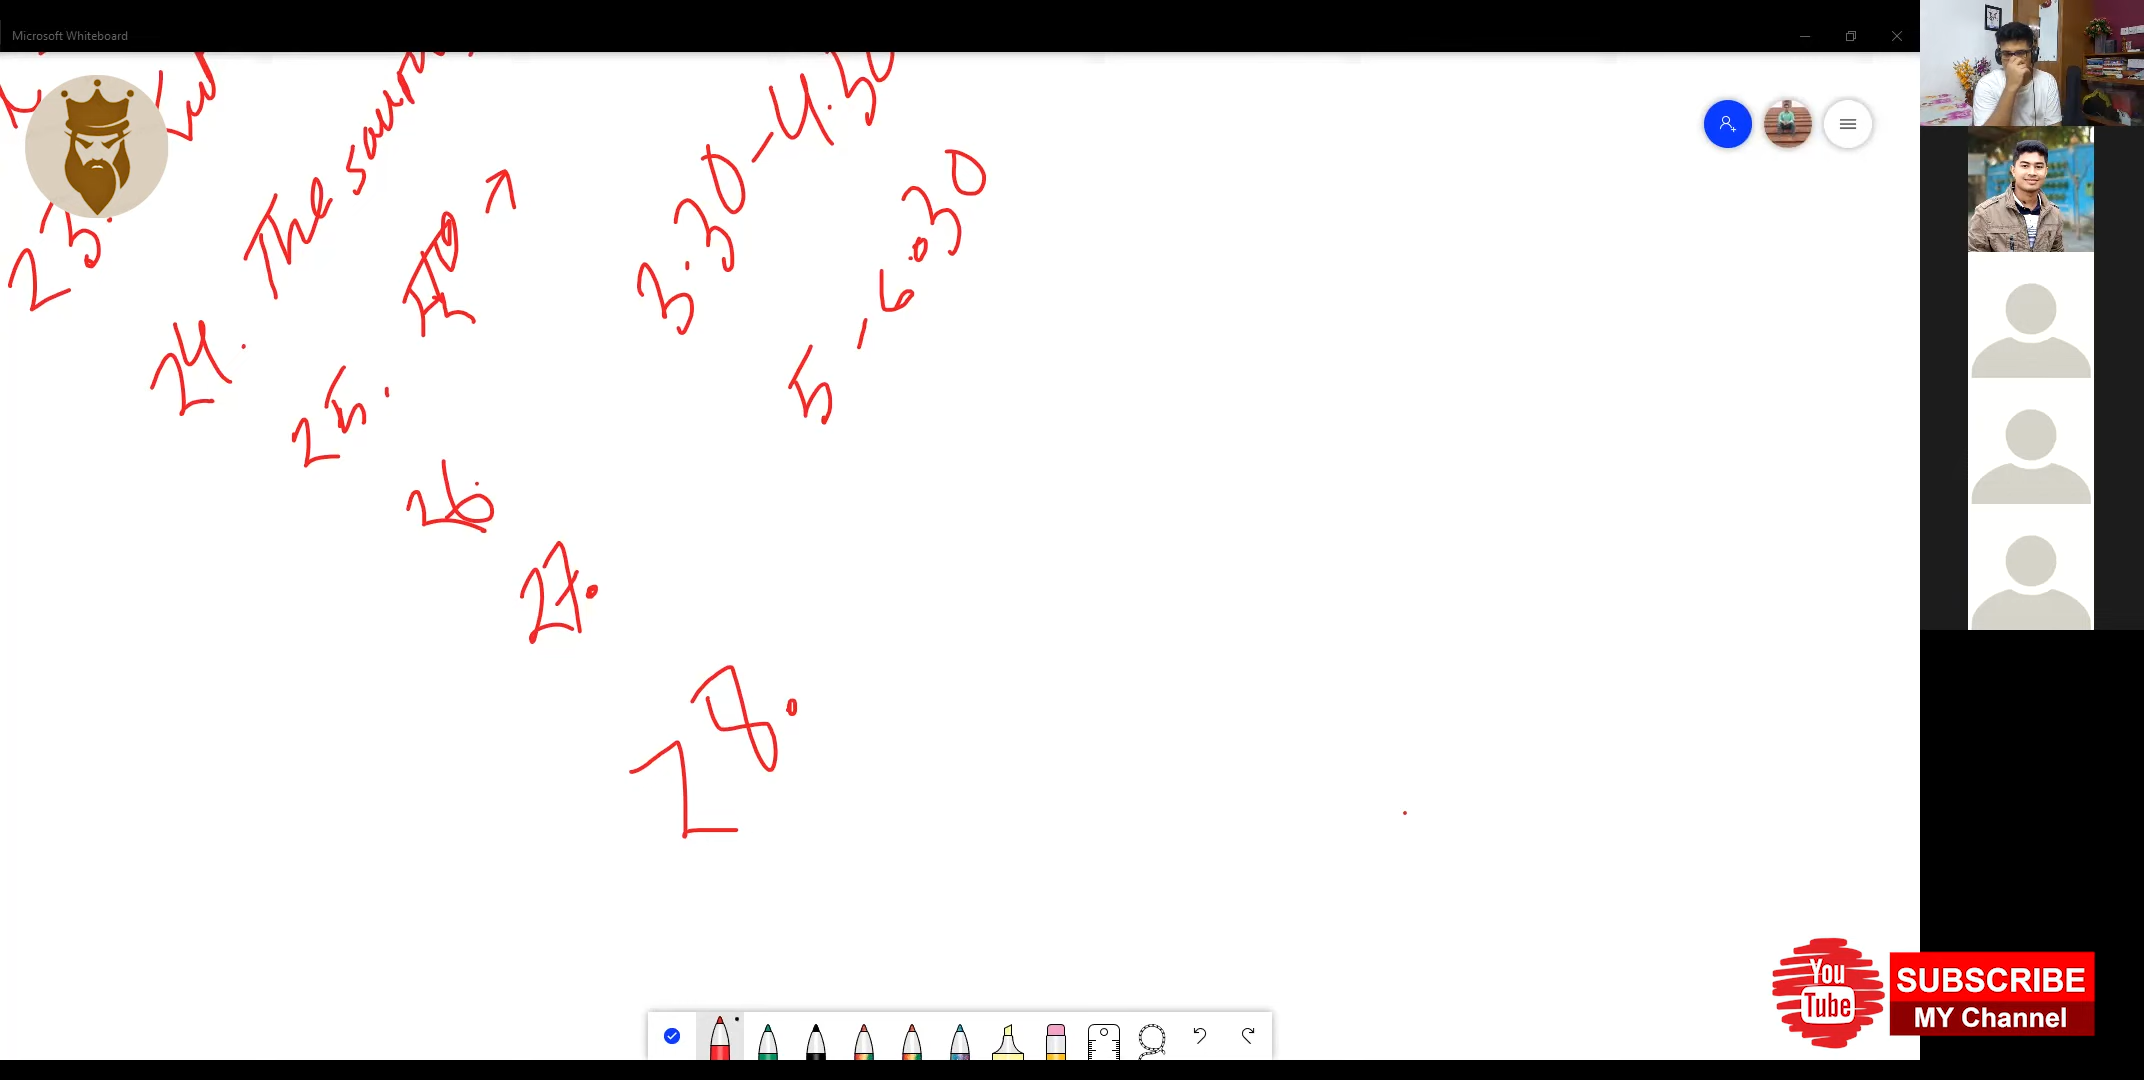 Microsoft Whiteboard
23.
24. The
25.
26.
27.
28.
3.30-4.30
5-6.30
You
Tube
SUBSCRIBE
MY Channel